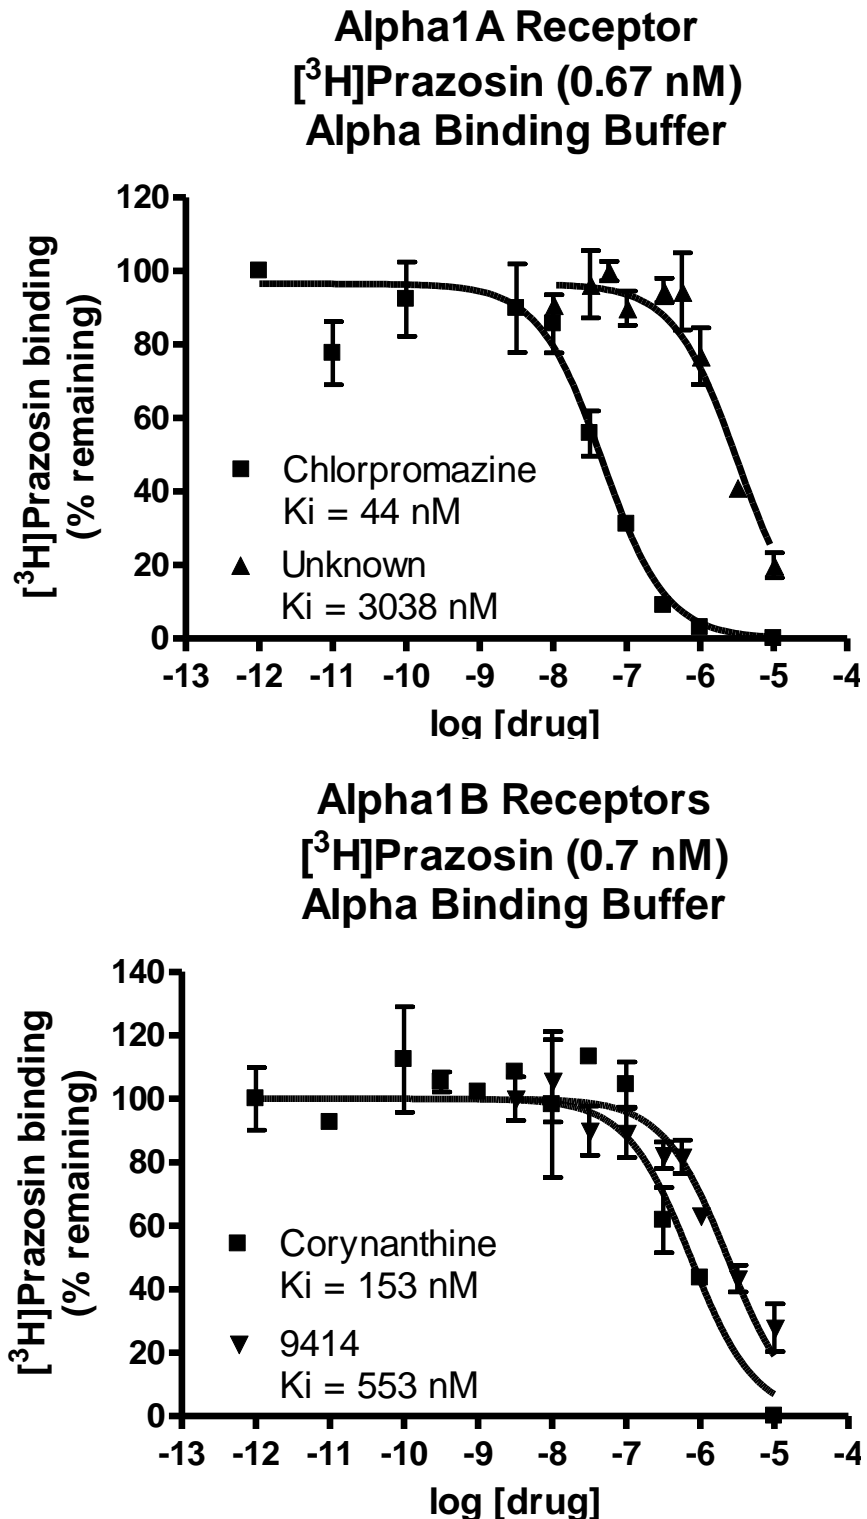 Alpha1A Receptor
[³H]Prazosin (0.67 nM)
Alpha Binding Buffer
[³H]Prazosin binding
(% remaining)
120
100
80
60
40
20
0
Chlorpromazine
Ki = 44 nM
Unknown
Ki = 3038 nM
-13 -12 -11 -10 -9 -8 -7 -6 -5 -4
log [drug]
Alpha1B Receptors
[³H]Prazosin (0.7 nM)
Alpha Binding Buffer
[³H]Prazosin binding
(% remaining)
140
120
100
80
60
40
20
0
Corynanthine
Ki = 153 nM
9414
Ki = 553 nM
-13 -12 -11 -10 -9 -8 -7 -6 -5 -4
log [drug]